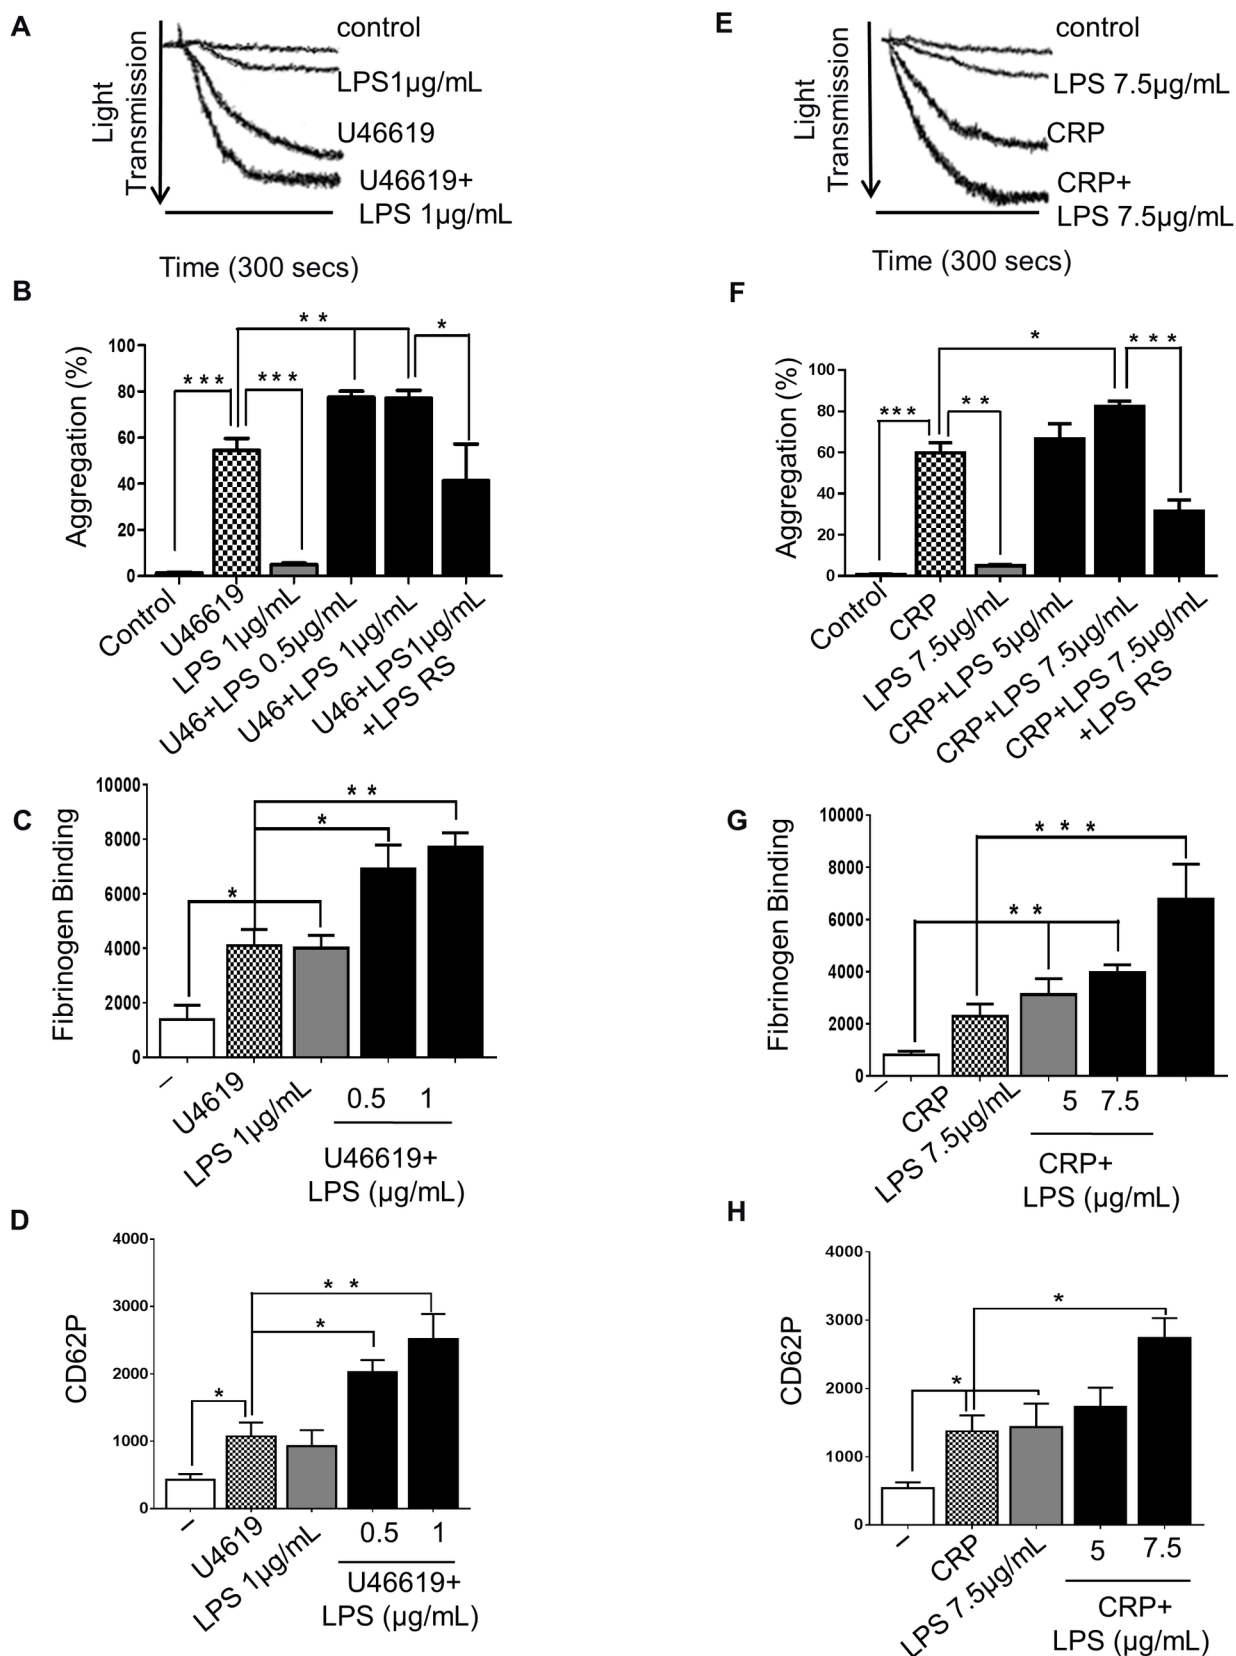 A
Light
Transmission
control
LPS1µg/mL
U46619
U46619+
LPS 1µg/mL
Time (300 secs)
E
Light
Transmission
control
LPS 7.5µg/mL
CRP
CRP+
LPS 7.5µg/mL
Time (300 secs)
B
Aggregation (%)
100
80
60
40
20
0
***
***
**
*
Control
U46619
LPS 1µg/mL
U46+LPS 0.5µg/mL
U46+LPS 1µg/mL
U46+LPS1µg/mL
+LPS RS
F
Aggregation (%)
100
80
60
40
20
0
***
**
*
***
Control
CRP
LPS 7.5µg/mL
CRP+LPS 5µg/mL
CRP+LPS 7.5µg/mL
CRP+LPS 7.5µg/mL
+LPS RS
C
Fibrinogen Binding
10000
8000
6000
4000
2000
0
**
*
*
–
U4619
LPS 1µg/mL
0.5 1
U46619+
LPS (µg/mL)
G
Fibrinogen Binding
10000
8000
6000
4000
2000
0
***
**
–
CRP
LPS 7.5µg/mL
5 7.5
CRP+
LPS (µg/mL)
D
CD62P
4000
3000
2000
1000
0
**
*
*
–
U4619
LPS 1µg/mL
0.5 1
U46619+
LPS (µg/mL)
H
CD62P
4000
3000
2000
1000
0
*
*
–
CRP
LPS 7.5µg/mL
5 7.5
CRP+
LPS (µg/mL)